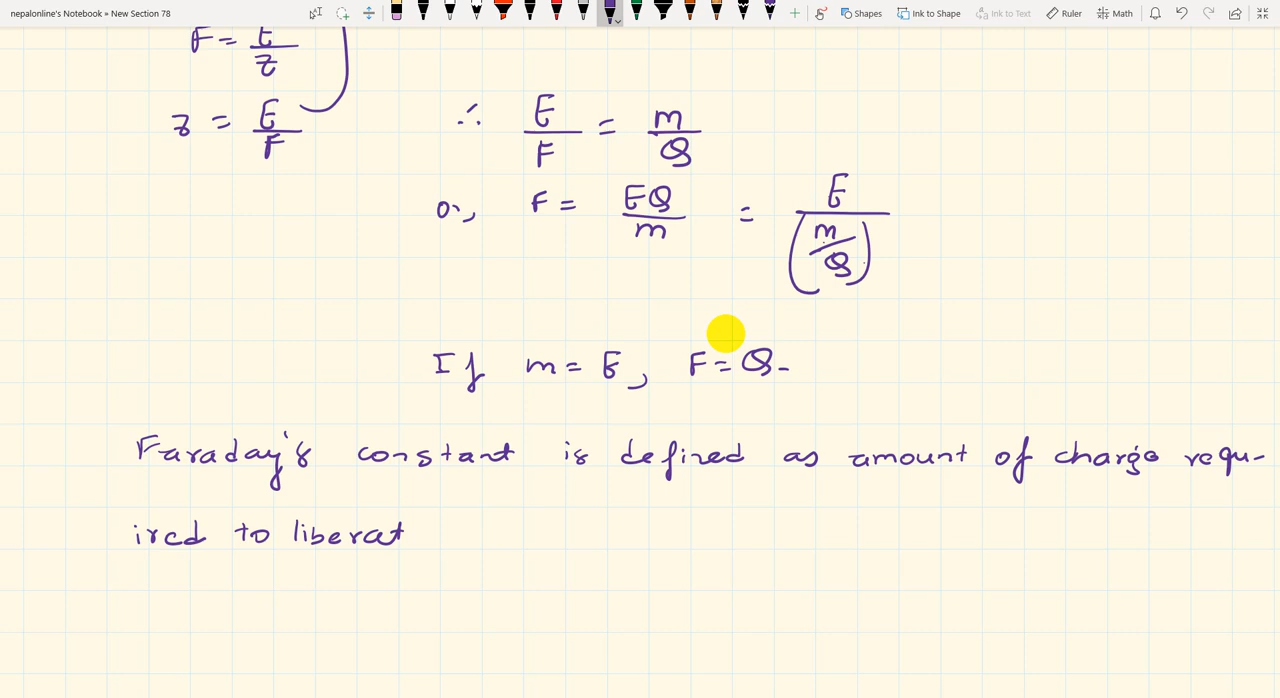 nepalonline's Notebook » New Section 78
Shapes Ink to Shape Ink to Text Ruler Math
F = E/z
z = E/F
∴ E/F = m/Q
or, F = EQ/m = E/(m/Q)
If m = E, F = Q.
Faraday's constant is defined as amount of charge requ-
ired to liberat